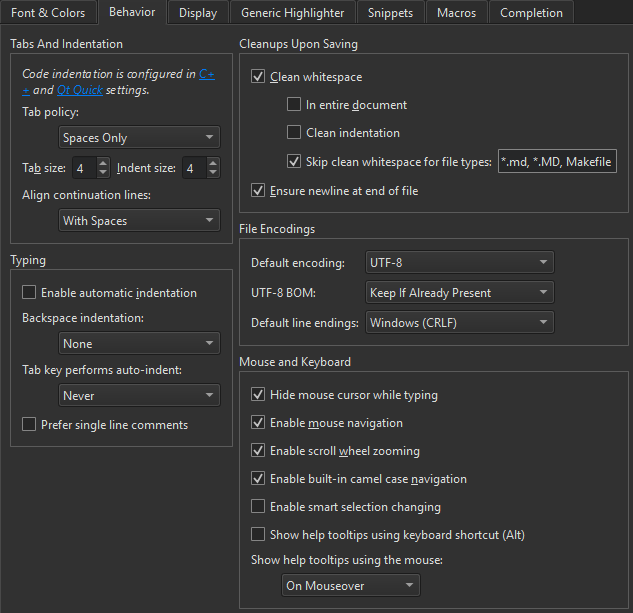 Font & Colors
Behavior
Display
Generic Highlighter
Snippets
Macros
Completion
Tabs And Indentation
Code indentation is configured in C+
+ and Qt Quick settings.
Tab policy:
Spaces Only
Tab size: 4 Indent size: 4
Align continuation lines:
With Spaces
Typing
Enable automatic indentation
Backspace indentation:
None
Tab key performs auto-indent:
Never
Prefer single line comments
Cleanups Upon Saving
Clean whitespace
In entire document
Clean indentation
Skip clean whitespace for file types: *.md, *.MD, Makefile
Ensure newline at end of file
File Encodings
Default encoding: UTF-8
UTF-8 BOM: Keep If Already Present
Default line endings: Windows (CRLF)
Mouse and Keyboard
Hide mouse cursor while typing
Enable mouse navigation
Enable scroll wheel zooming
Enable built-in camel case navigation
Enable smart selection changing
Show help tooltips using keyboard shortcut (Alt)
Show help tooltips using the mouse:
On Mouseover